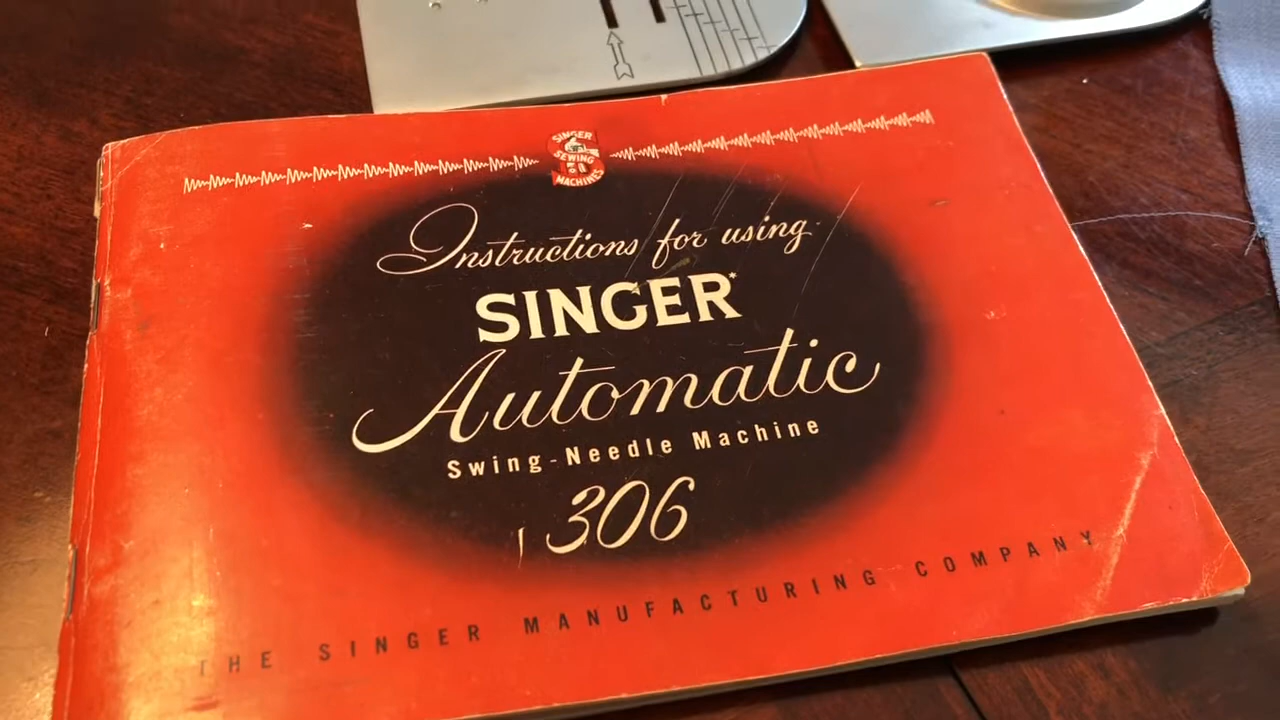 SINGER
SEWING
MACHINES
Instructions for using
SINGER*
Automatic
Swing-Needle Machine
306
THE SINGER MANUFACTURING COMPANY